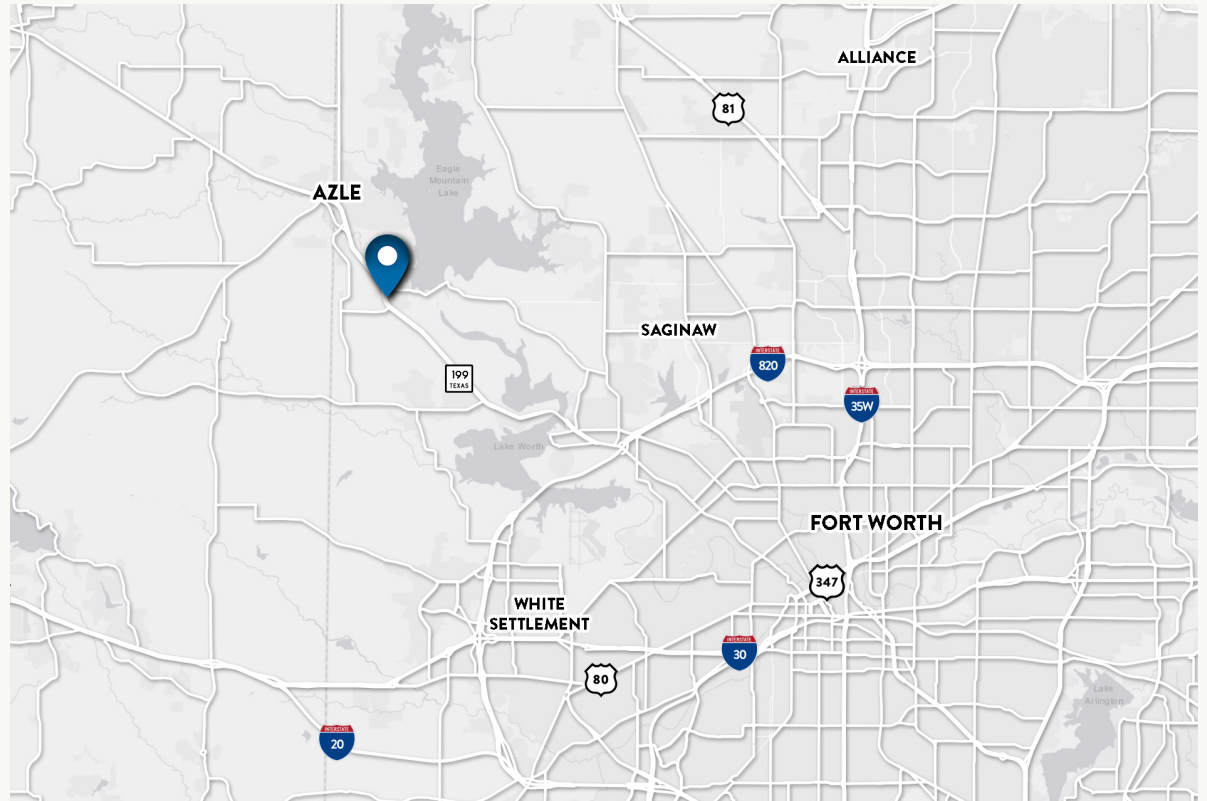 ALLIANCE
81
Eagle
Mountain
Lake
AZLE
SAGINAW
INTERSTATE
820
199
TEXAS
INTERSTATE
35W
Lake Worth
FORT WORTH
347
WHITE
SETTLEMENT
INTERSTATE
30
80
Lake
Arlington
INTERSTATE
20